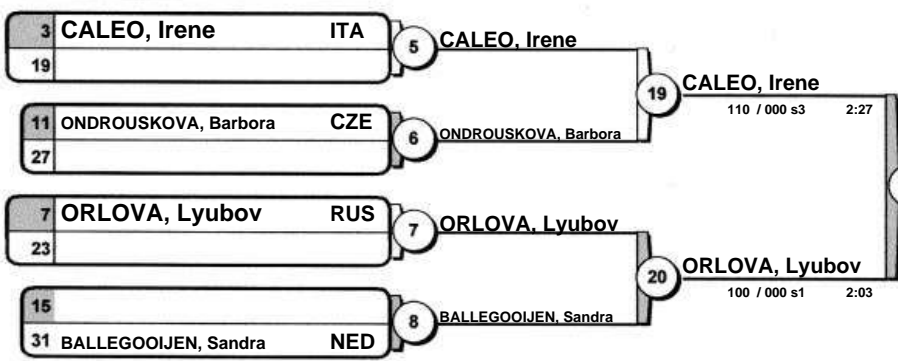 3 CALEO, Irene ITA
19
5 CALEO, Irene
11 ONDROUSKOVA, Barbora CZE
27
6 ONDROUSKOVA, Barbora
19 CALEO, Irene
110 / 000 s3 2:27
7 ORLOVA, Lyubov RUS
23
7 ORLOVA, Lyubov
15
31 BALLEGOOIJEN, Sandra NED
8 BALLEGOOIJEN, Sandra
20 ORLOVA, Lyubov
100 / 000 s1 2:03